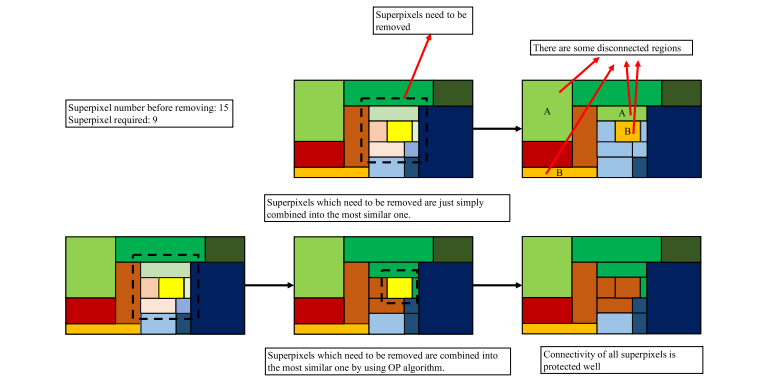 Superpixels need to be
removed
There are some disconnected regions
Superpixel number before removing: 15
Superpixel required: 9
A
A
B
B
Superpixels which need to be removed are just simply
combined into the most similar one.
Superpixels which need to be removed are combined into
the most similar one by using OP algorithm.
Connectivity of all superpixels is
protected well